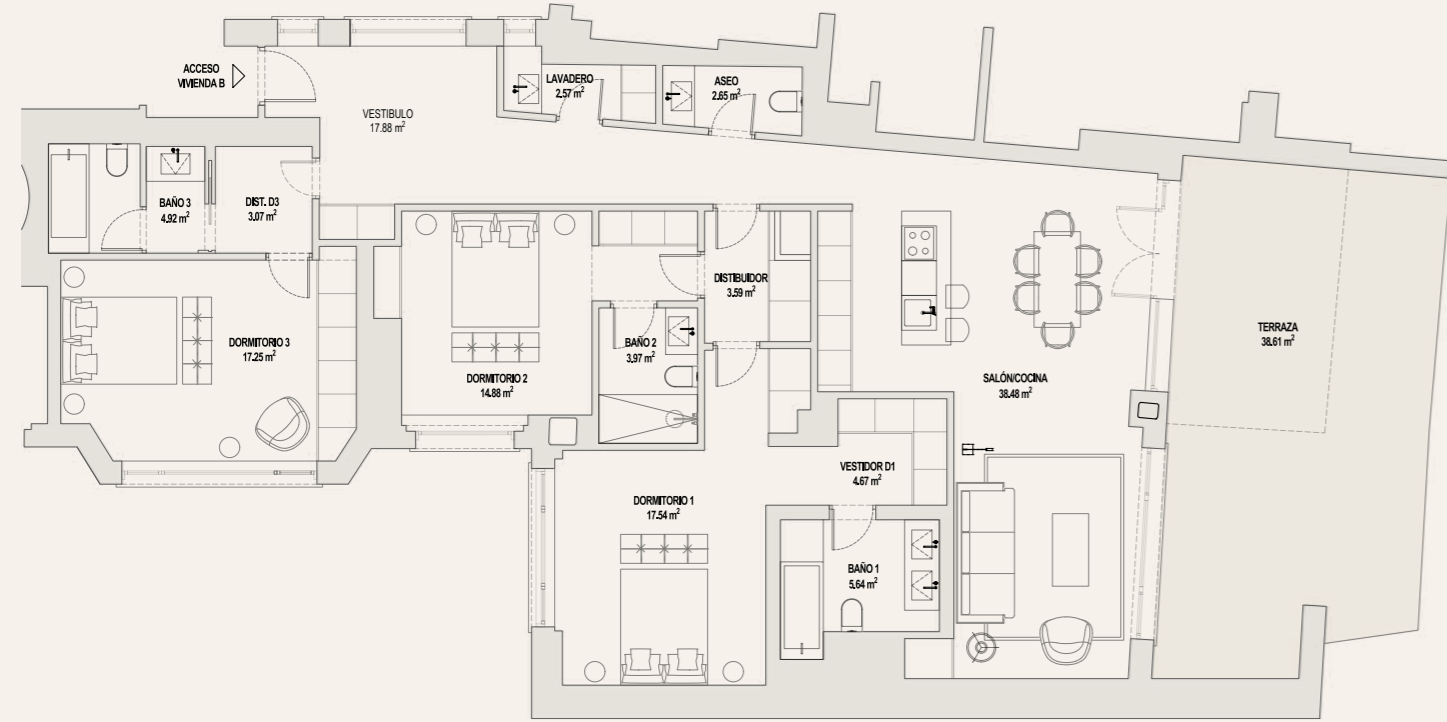 ACCESO
VIVIENDA B
VESTIBULO
17.88 m²
LAVADERO
2.57 m²
ASEO
2.65 m²
BAÑO 3
4.92 m²
DIST. D3
3.07 m²
DISTIBUIDOR
3.59 m²
TERRAZA
38.61 m²
DORMITORIO 3
17.25 m²
BAÑO 2
3.97 m²
DORMITORIO 2
14.88 m²
SALÓN/COCINA
38.48 m²
VESTIDOR D1
4.67 m²
DORMITORIO 1
17.54 m²
BAÑO 1
5.64 m²